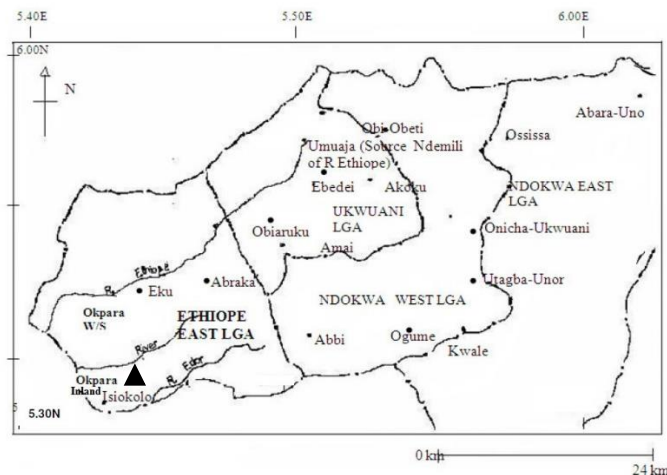 5.40E
5.50E
6.00E
6.00N
N
Abara-Uno
Obi-Obeti
Ossissa
Umuaja (Source Ndemili
of R Ethiope)
Ebedei
Akoku
NDOKWA EAST
LGA
UKWUANI
LGA
Obiaruku
Onicha-Ukwuani
Amai
R. Ethiope
Abraka
Eku
Utagba-Unor
NDOKWA WEST LGA
Okpara
W/S
ETHIOPE
EAST LGA
River
Abbi
Ogume
Kwale
R.
Okpara
Inland
Isiokolo
5.30N
0 km
24 km